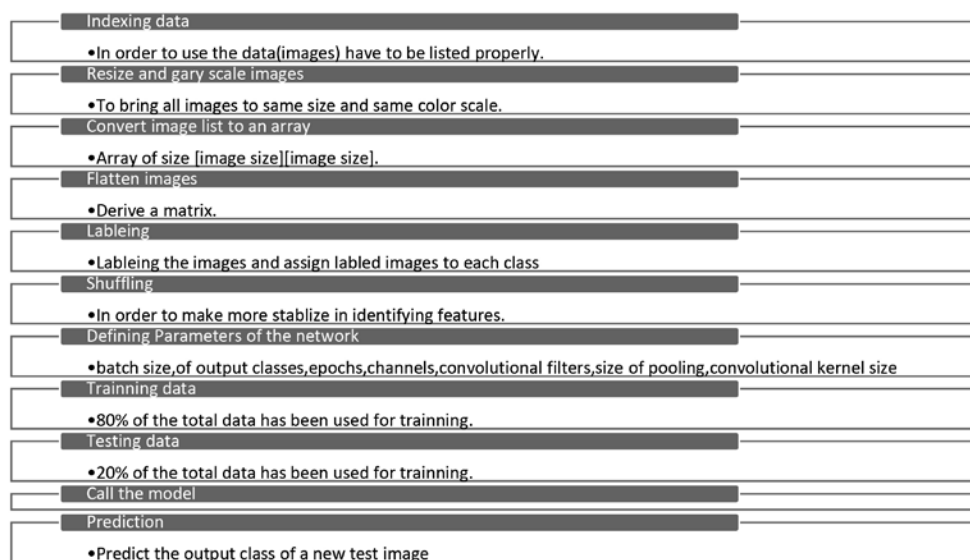 Indexing data
•In order to use the data(images) have to be listed properly.
Resize and gary scale images
•To bring all images to same size and same color scale.
Convert image list to an array
•Array of size [image size][image size].
Flatten images
•Derive a matrix.
Lableing
•Lableing the images and assign labled images to each class
Shuffling
•In order to make more stablize in identifying features.
Defining Parameters of the network
•batch size,of output classes,epochs,channels,convolutional filters,size of pooling,convolutional kernel size
Trainning data
•80% of the total data has been used for trainning.
Testing data
•20% of the total data has been used for trainning.
Call the model
Prediction
•Predict the output class of a new test image